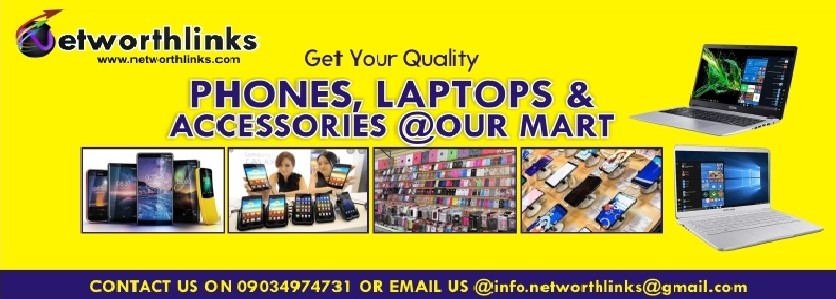 Networthlinks
www.networthlinks.com
Get Your Quality
PHONES, LAPTOPS &
ACCESSORIES @OUR MART
CONTACT US ON 09034974731 OR EMAIL US @info.networthlinks@gmail.com